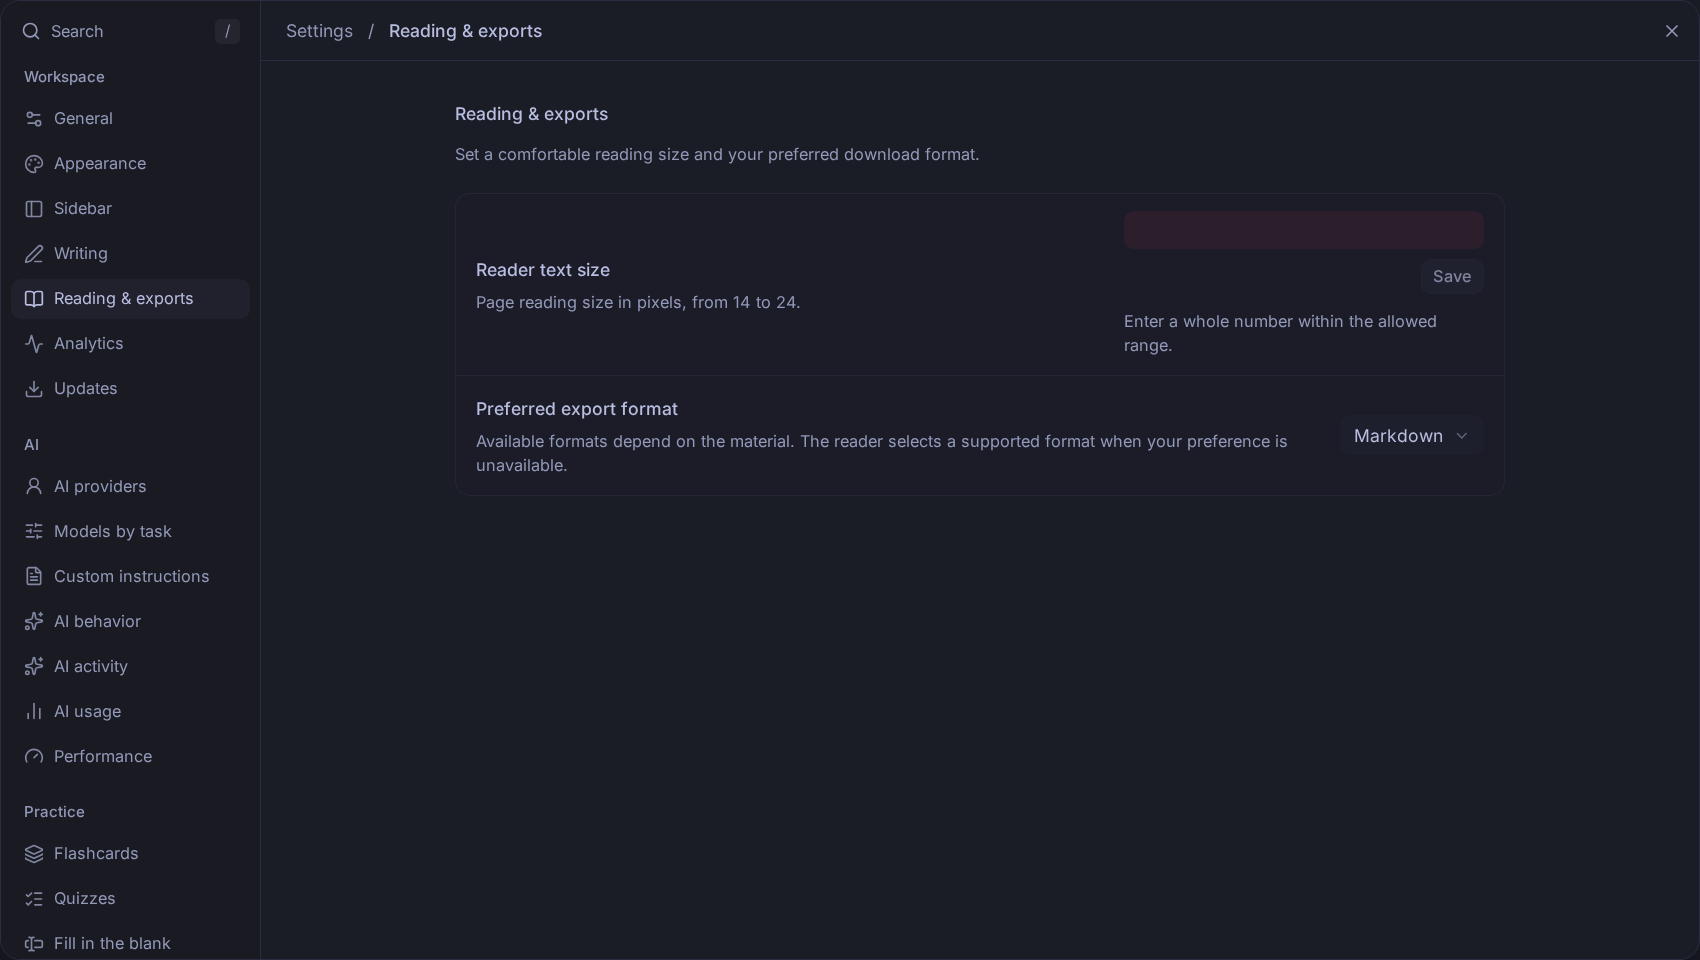 Search /
Workspace
General
Appearance
Sidebar
Writing
Reading & exports
Analytics
Updates
AI
AI providers
Models by task
Custom instructions
AI behavior
AI activity
AI usage
Performance
Practice
Flashcards
Quizzes
Fill in the blank
Settings / Reading & exports
Reading & exports
Set a comfortable reading size and your preferred download format.
Reader text size
Page reading size in pixels, from 14 to 24.
Save
Enter a whole number within the allowed
range.
Preferred export format
Available formats depend on the material. The reader selects a supported format when your preference is
unavailable.
Markdown